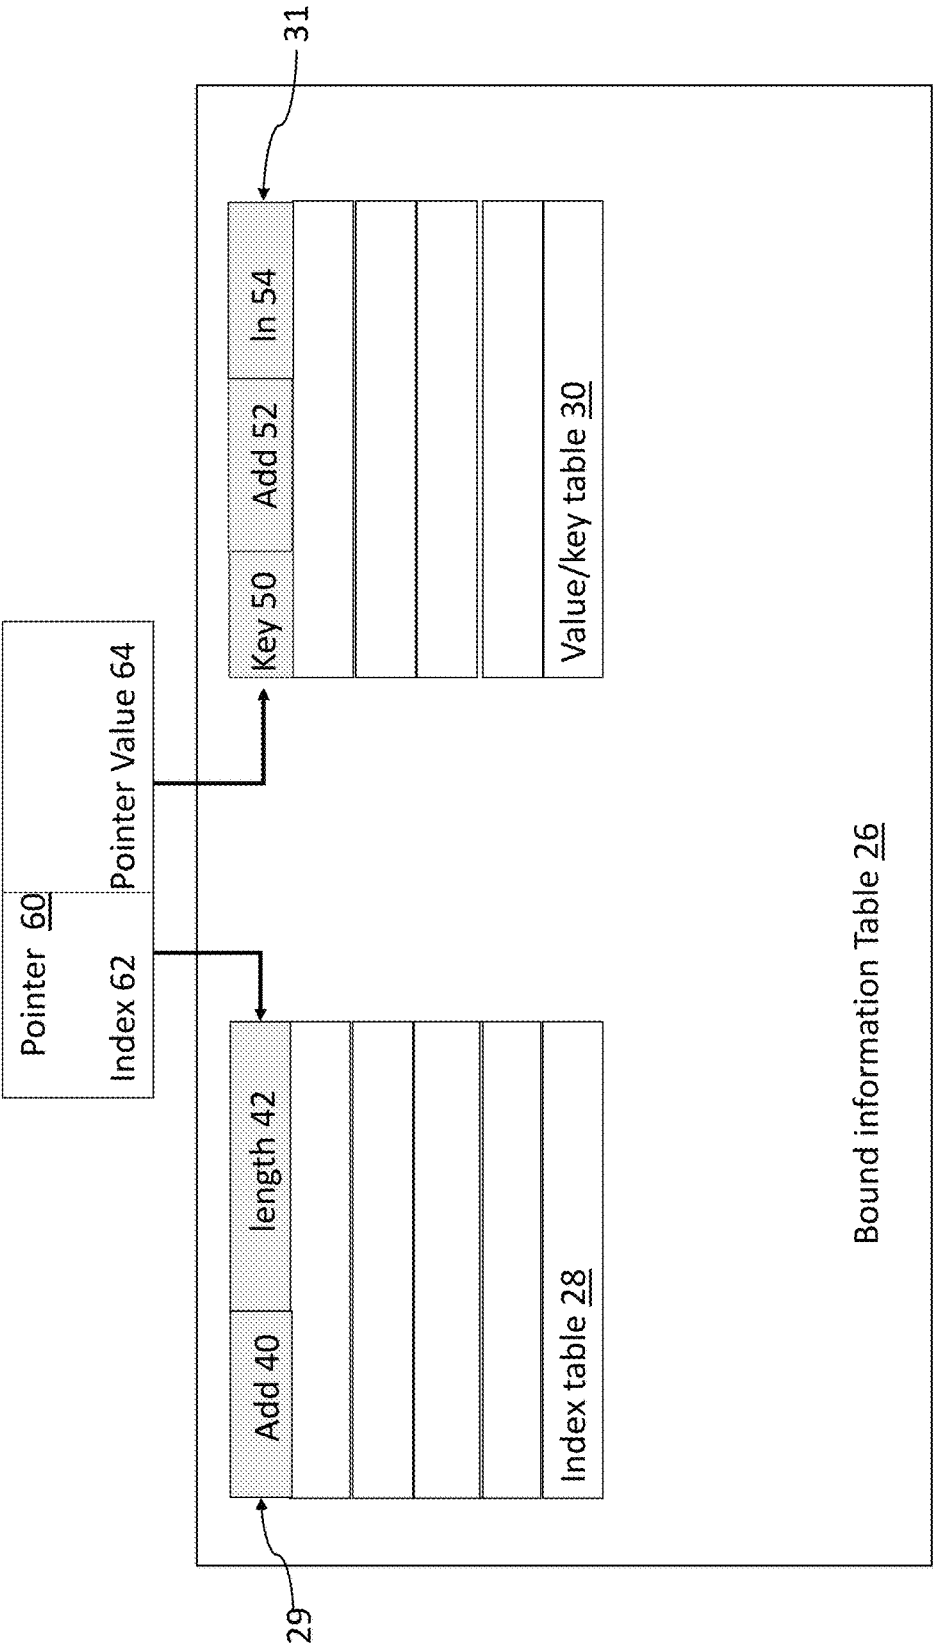 Pointer 60
Index 62
Pointer Value 64
Add 40
length 42
Key 50
Add 52
In 54
29
31
Index table 28
Value/key table 30
Bound information Table 26